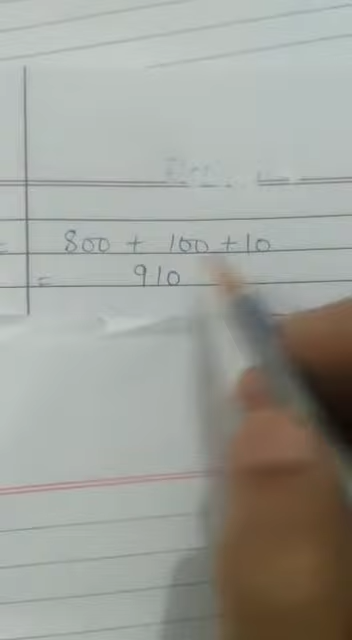 = 800 + 100 + 10
= 910